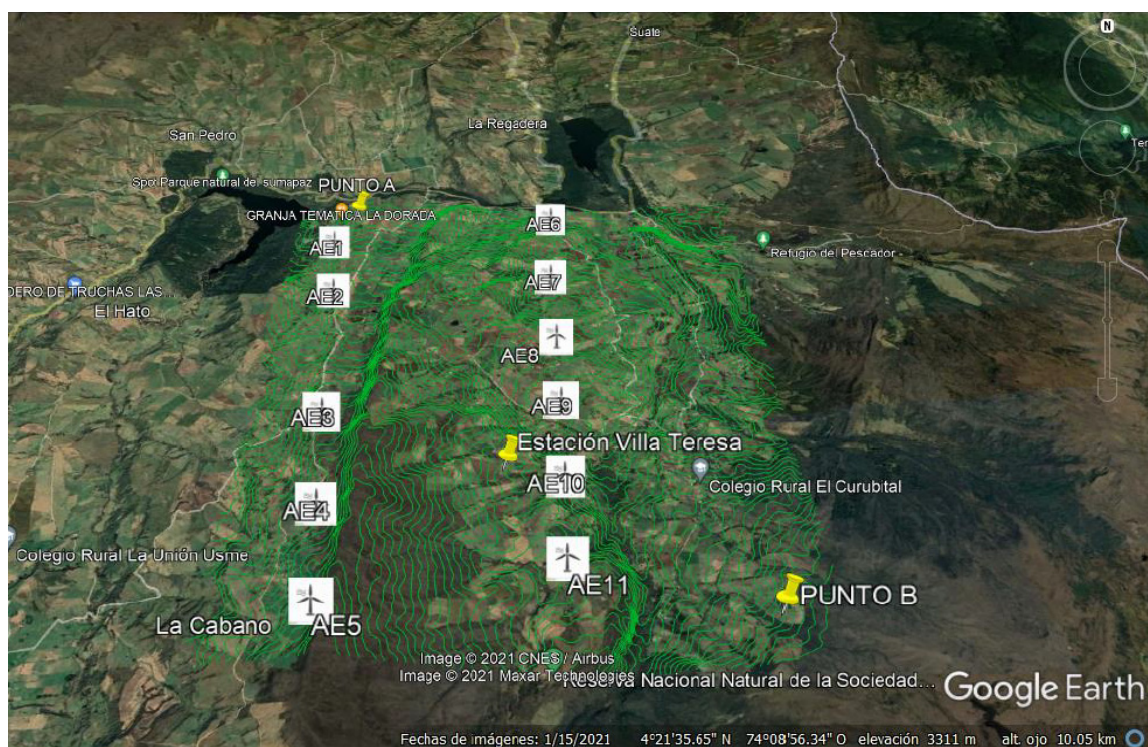 N
Suate
La Regadera
San Pedro
Spot Parque natural del sumapaz
PUNTO A
GRANJA TEMATICA LA DORADA
AE6
AE1
Refugio del Pescador
AE7
AE2
DERO DE TRUCHAS LAS...
El Hato
AE8
AE9
AE3
Estación Villa Teresa
AE10
Colegio Rural El Curubital
AE4
Colegio Rural La Unión Usme
AE11
PUNTO B
La Cabano
AE5
Image © 2021 CNES / Airbus
Image © 2021 Maxar Technologies
Reserva Nacional Natural de la Sociedad...
Google Earth
Fechas de imágenes: 1/15/2021 4°21'35.65" N 74°08'56.34" O elevación 3311 m alt. ojo 10.05 km